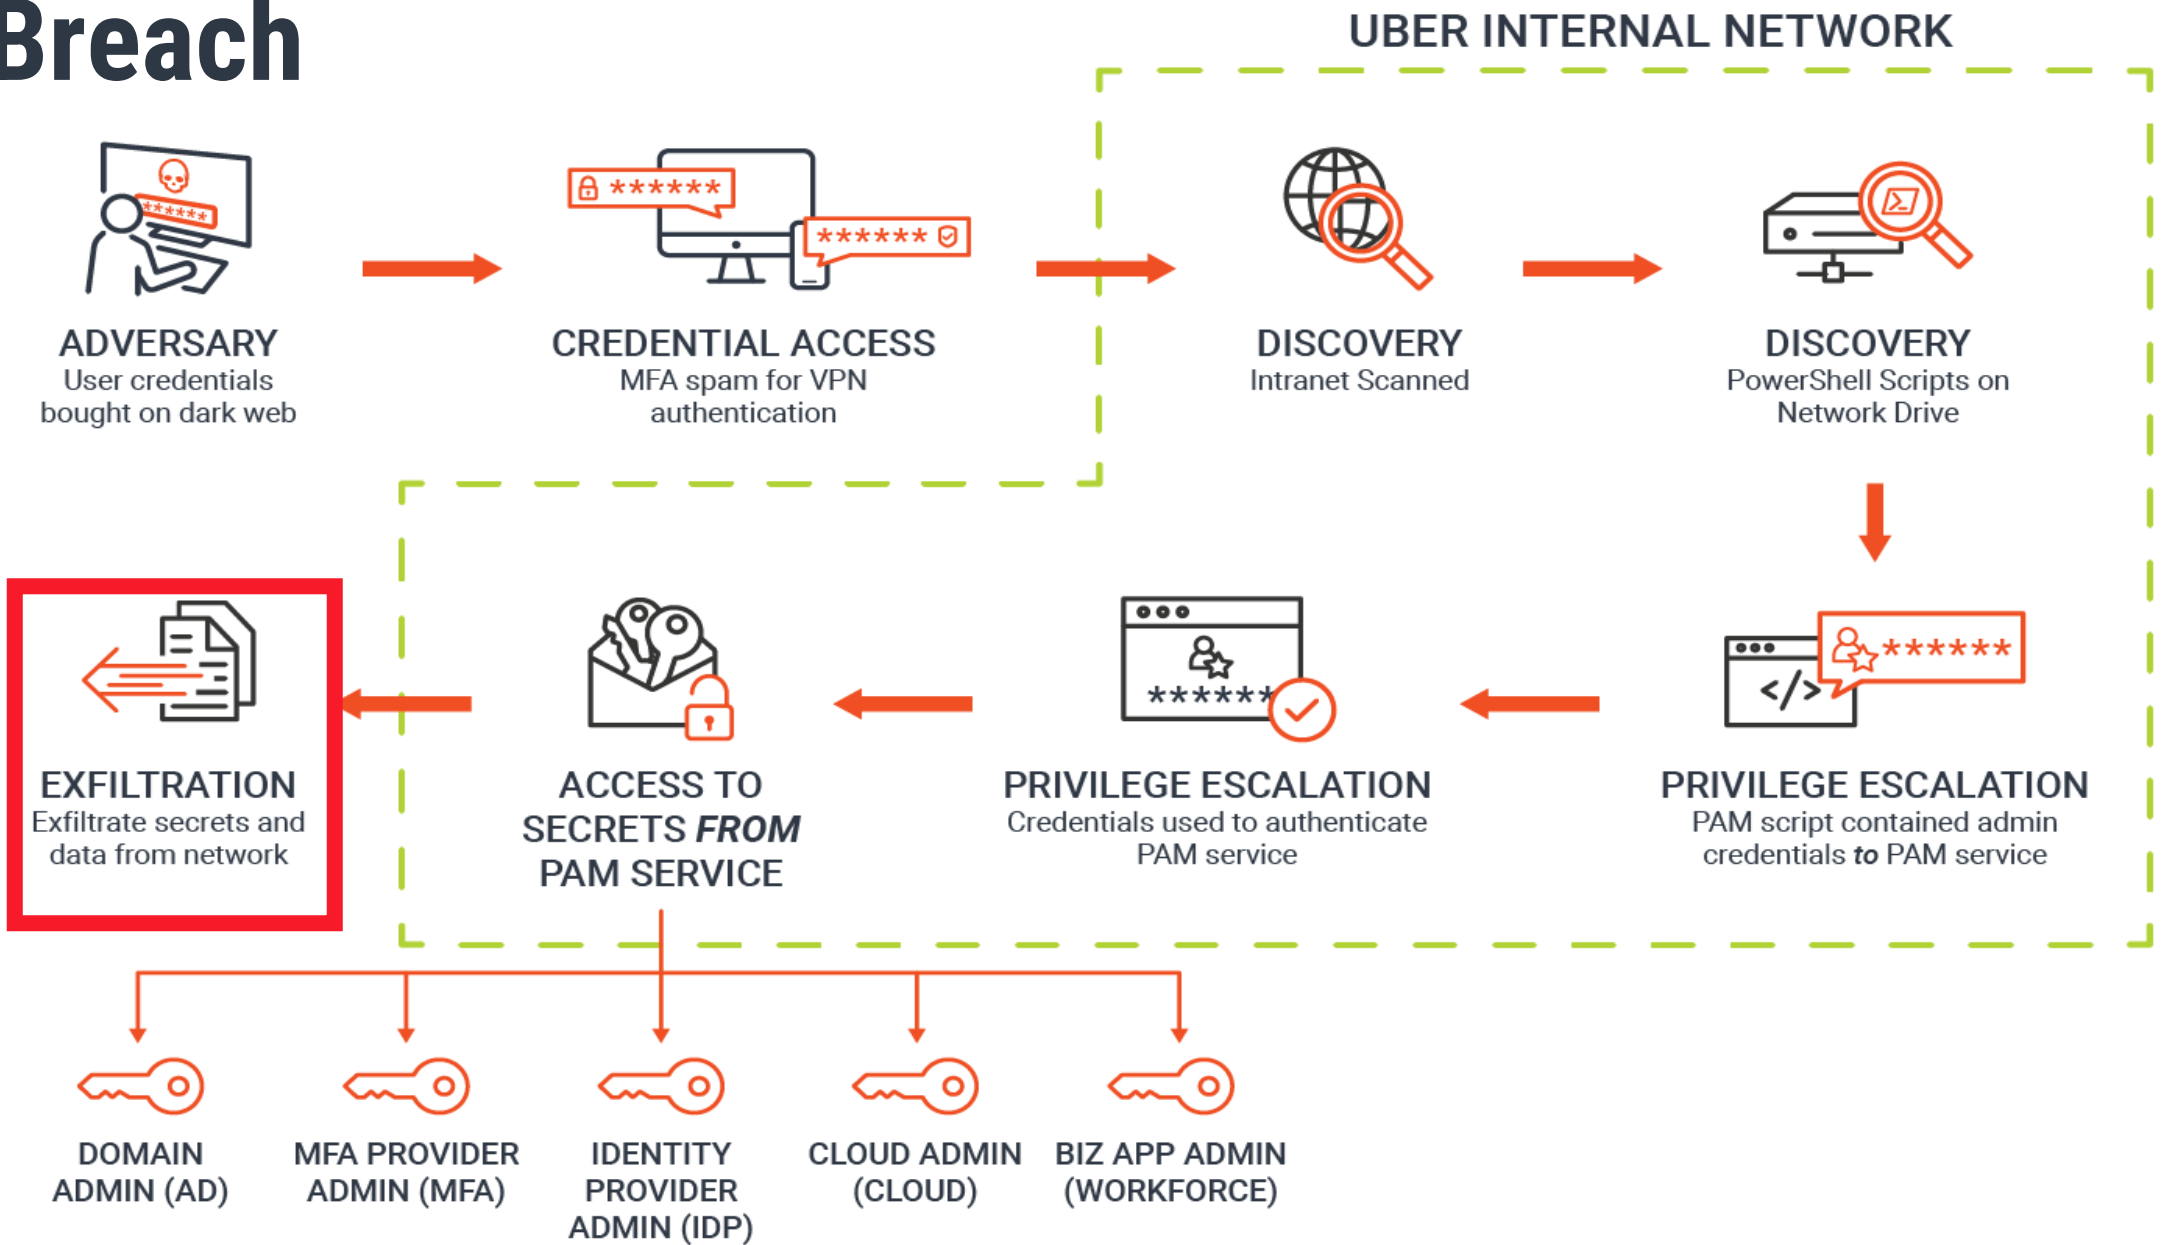 Breach
UBER INTERNAL NETWORK
******
******
******
ADVERSARY
User credentials
bought on dark web
CREDENTIAL ACCESS
MFA spam for VPN
authentication
DISCOVERY
Intranet Scanned
DISCOVERY
PowerShell Scripts on
Network Drive
******
</>
******
EXFILTRATION
Exfiltrate secrets and
data from network
ACCESS TO
SECRETS FROM
PAM SERVICE
PRIVILEGE ESCALATION
Credentials used to authenticate
PAM service
PRIVILEGE ESCALATION
PAM script contained admin
credentials to PAM service
DOMAIN
ADMIN (AD)
MFA PROVIDER
ADMIN (MFA)
IDENTITY
PROVIDER
ADMIN (IDP)
CLOUD ADMIN
(CLOUD)
BIZ APP ADMIN
(WORKFORCE)